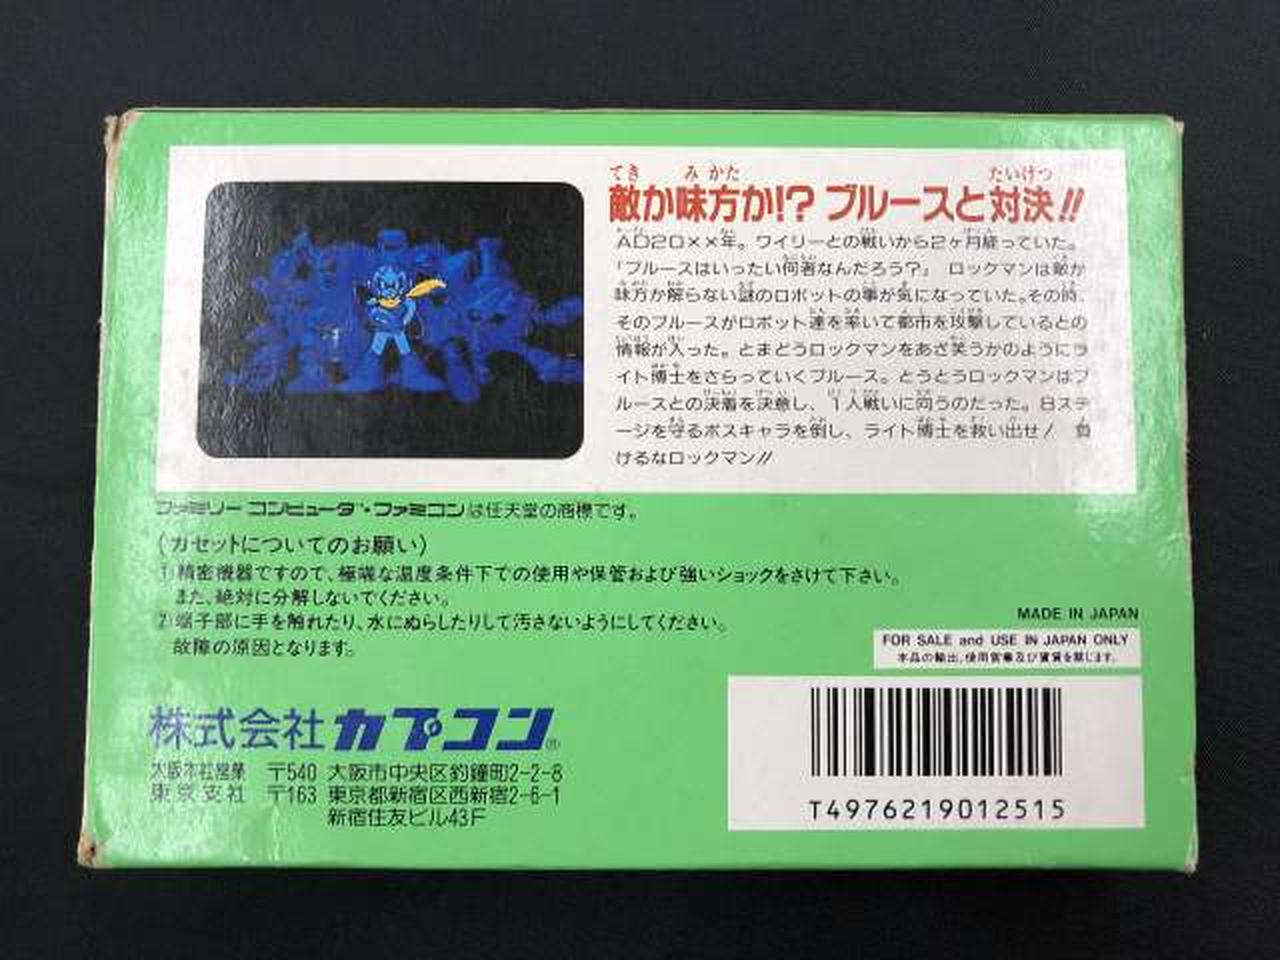 てき みかた たいけつ
敵か味方か!? ブルースと対決!!
AD20××年。ワイリーとの戦いから2ヶ月経っていた。
「ブルースはいったい何者なんだろう?」 ロックマンは敵か
味方か解らない謎のロボットの事が気になっていた。その時、
そのブルースがロボット達を率いて都市を攻撃しているとの
情報が入った。とまどうロックマンをあざ笑うかのようにラ
イト博士をさらっていくブルース。とうとうロックマンはブ
ルースとの決着を決意し、1人戦いに向うのだった。8ステ
ージを守るボスキャラを倒し、ライト博士を救い出せ! 負
けるなロックマン!!
ファミリーコンピュータ・ファミコンは任天堂の商標です。
(カセットについてのお願い)
1)精密機器ですので、極端な温度条件下での使用や保管および強いショックをさけて下さい。
また、絶対に分解しないでください。
2)端子部に手を触れたり、水にぬらしたりして汚さないようにしてください。
故障の原因となります。
MADE IN JAPAN
FOR SALE and USE IN JAPAN ONLY
本品の輸出、使用営業及び賃貸を禁じます。
株式会社カプコン®
大阪本社営業 〒540 大阪市中央区釣鐘町2-2-8
東京支社 〒163 東京都新宿区西新宿2-6-1
新宿住友ビル43F
T4976219012515